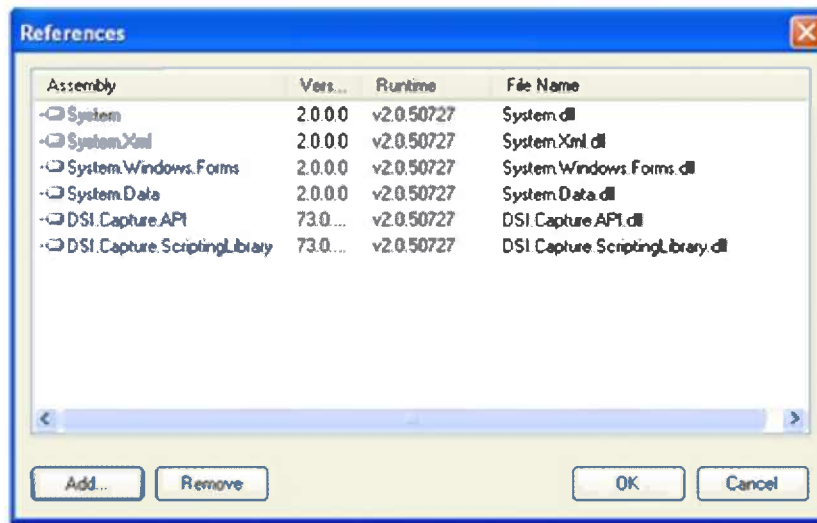 References
Assembly Vers... Runtime File Name
System 2.0.0.0 v2.0.50727 System.dll
System.Xml 2.0.0.0 v2.0.50727 System.Xml.dll
System.Windows.Forms 2.0.0.0 v2.0.50727 System.Windows.Forms.dll
System.Data 2.0.0.0 v2.0.50727 System.Data.dll
DSI.Capture.API 73.0.... v2.0.50727 DSI.Capture.API.dll
DSI.Capture.ScriptingLibrary 73.0.... v2.0.50727 DSI.Capture.ScriptingLibrary.dll
Add... Remove OK Cancel